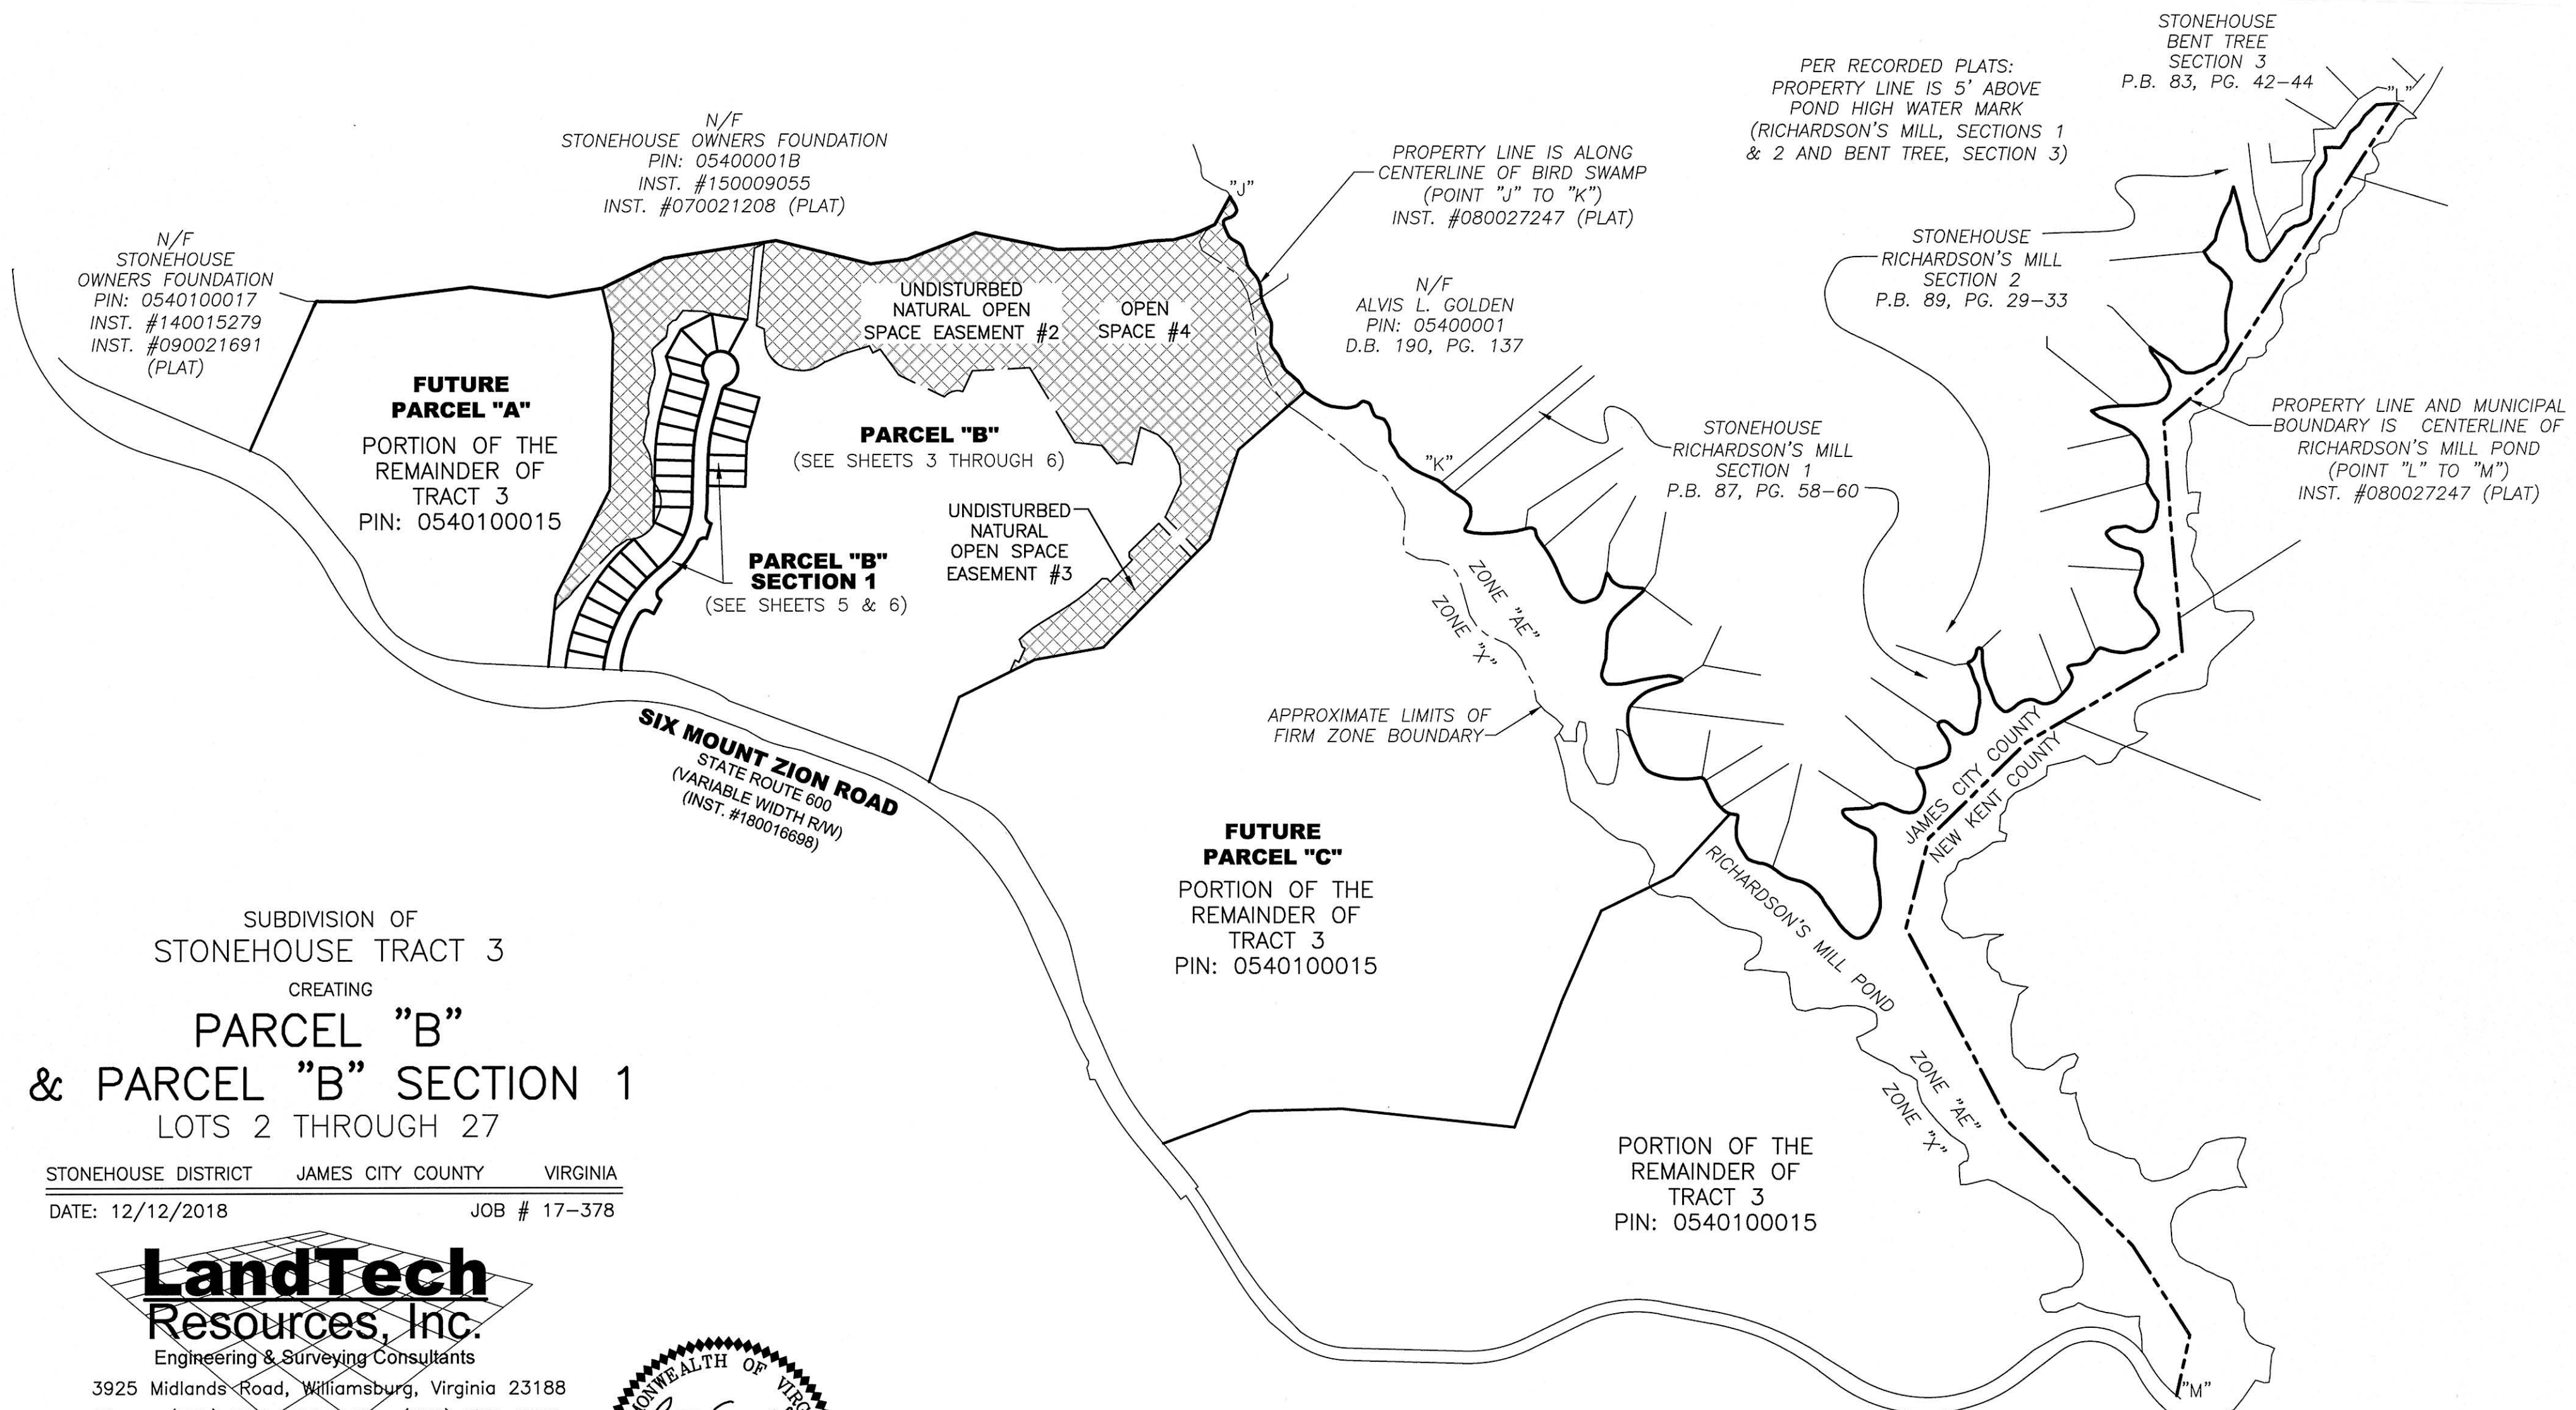 STONEHOUSE
BENT TREE
SECTION 3
P.B. 83, PG. 42-44
PER RECORDED PLATS:
PROPERTY LINE IS 5' ABOVE
POND HIGH WATER MARK
(RICHARDSON'S MILL, SECTIONS 1
& 2 AND BENT TREE, SECTION 3)
"L"
N/F
STONEHOUSE OWNERS FOUNDATION
PIN: 05400001B
INST. #150009055
INST. #070021208 (PLAT)
"J"
PROPERTY LINE IS ALONG
CENTERLINE OF BIRD SWAMP
(POINT "J" TO "K")
INST. #080027247 (PLAT)
N/F
STONEHOUSE
OWNERS FOUNDATION
PIN: 0540100017
INST. #140015279
INST. #090021691
(PLAT)
STONEHOUSE
RICHARDSON'S MILL
SECTION 2
P.B. 89, PG. 29-33
UNDISTURBED
NATURAL OPEN
SPACE EASEMENT #2
OPEN
SPACE #4
N/F
ALVIS L. GOLDEN
PIN: 05400001
D.B. 190, PG. 137
FUTURE
PARCEL "A"
PORTION OF THE
REMAINDER OF
TRACT 3
PIN: 0540100015
PARCEL "B"
(SEE SHEETS 3 THROUGH 6)
"K"
STONEHOUSE
RICHARDSON'S MILL
SECTION 1
P.B. 87, PG. 58-60
PROPERTY LINE AND MUNICIPAL
BOUNDARY IS CENTERLINE OF
RICHARDSON'S MILL POND
(POINT "L" TO "M")
INST. #080027247 (PLAT)
UNDISTURBED
NATURAL
OPEN SPACE
EASEMENT #3
PARCEL "B"
SECTION 1
(SEE SHEETS 5 & 6)
ZONE "AE"
ZONE "X"
APPROXIMATE LIMITS OF
FIRM ZONE BOUNDARY
SIX MOUNT ZION ROAD
STATE ROUTE 600
(VARIABLE WIDTH R/W)
(INST. #180016698)
JAMES CITY COUNTY
NEW KENT COUNTY
FUTURE
PARCEL "C"
PORTION OF THE
REMAINDER OF
TRACT 3
PIN: 0540100015
RICHARDSON'S MILL POND
ZONE "AE"
ZONE "X"
PORTION OF THE
REMAINDER OF
TRACT 3
PIN: 0540100015
"M"
SUBDIVISION OF
STONEHOUSE TRACT 3
CREATING
PARCEL "B"
& PARCEL "B" SECTION 1
LOTS 2 THROUGH 27
STONEHOUSE DISTRICT JAMES CITY COUNTY VIRGINIA
DATE: 12/12/2018 JOB # 17-378
LandTech
Resources, Inc.
Engineering & Surveying Consultants
3925 Midlands Road, Williamsburg, Virginia 23188
OF